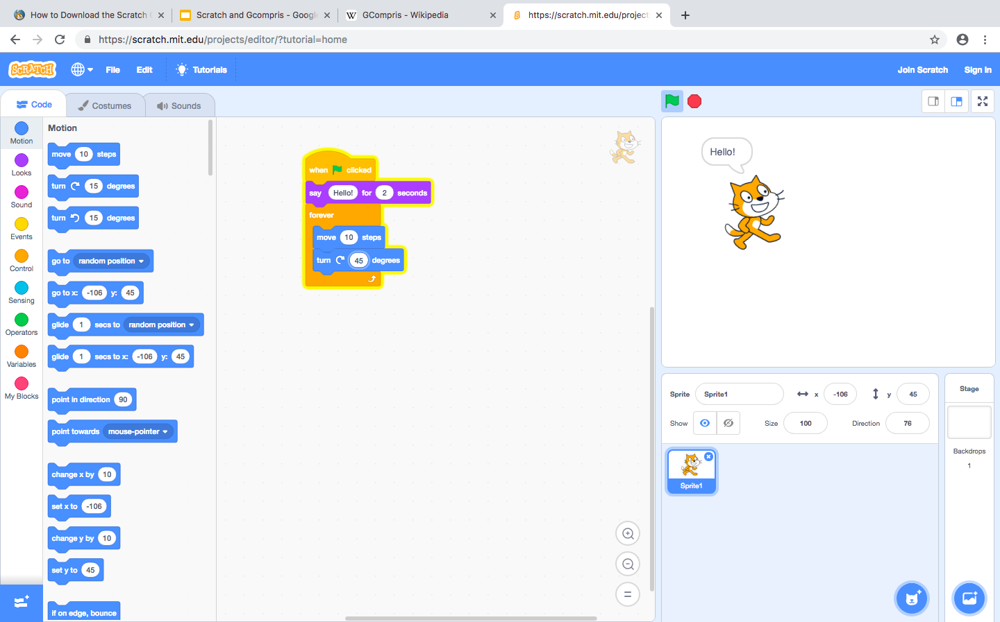 How to Download the Scratch
Scratch and Gcompris - Google
GCompris - Wikipedia
https://scratch.mit.edu/project
https://scratch.mit.edu/projects/editor/?tutorial=home
SCRATCH
File
Edit
Tutorials
Join Scratch
Sign in
Code
Costumes
Sounds
Motion
Looks
Sound
Events
Control
Sensing
Operators
Variables
My Blocks
Motion
move 10 steps
turn 15 degrees
turn 15 degrees
go to random position
go to x: -106 y: 45
glide 1 secs to random position
glide 1 secs to x: -106 y: 45
point in direction 90
point towards mouse-pointer
change x by 10
set x to -106
change y by 10
set y to 45
if on edge, bounce
when clicked
say Hello! for 2 seconds
forever
move 10 steps
turn 45 degrees
Hello!
Sprite Sprite1 x -106 y 45
Show Size 100 Direction 76
Sprite1
Stage
Backdrops
1